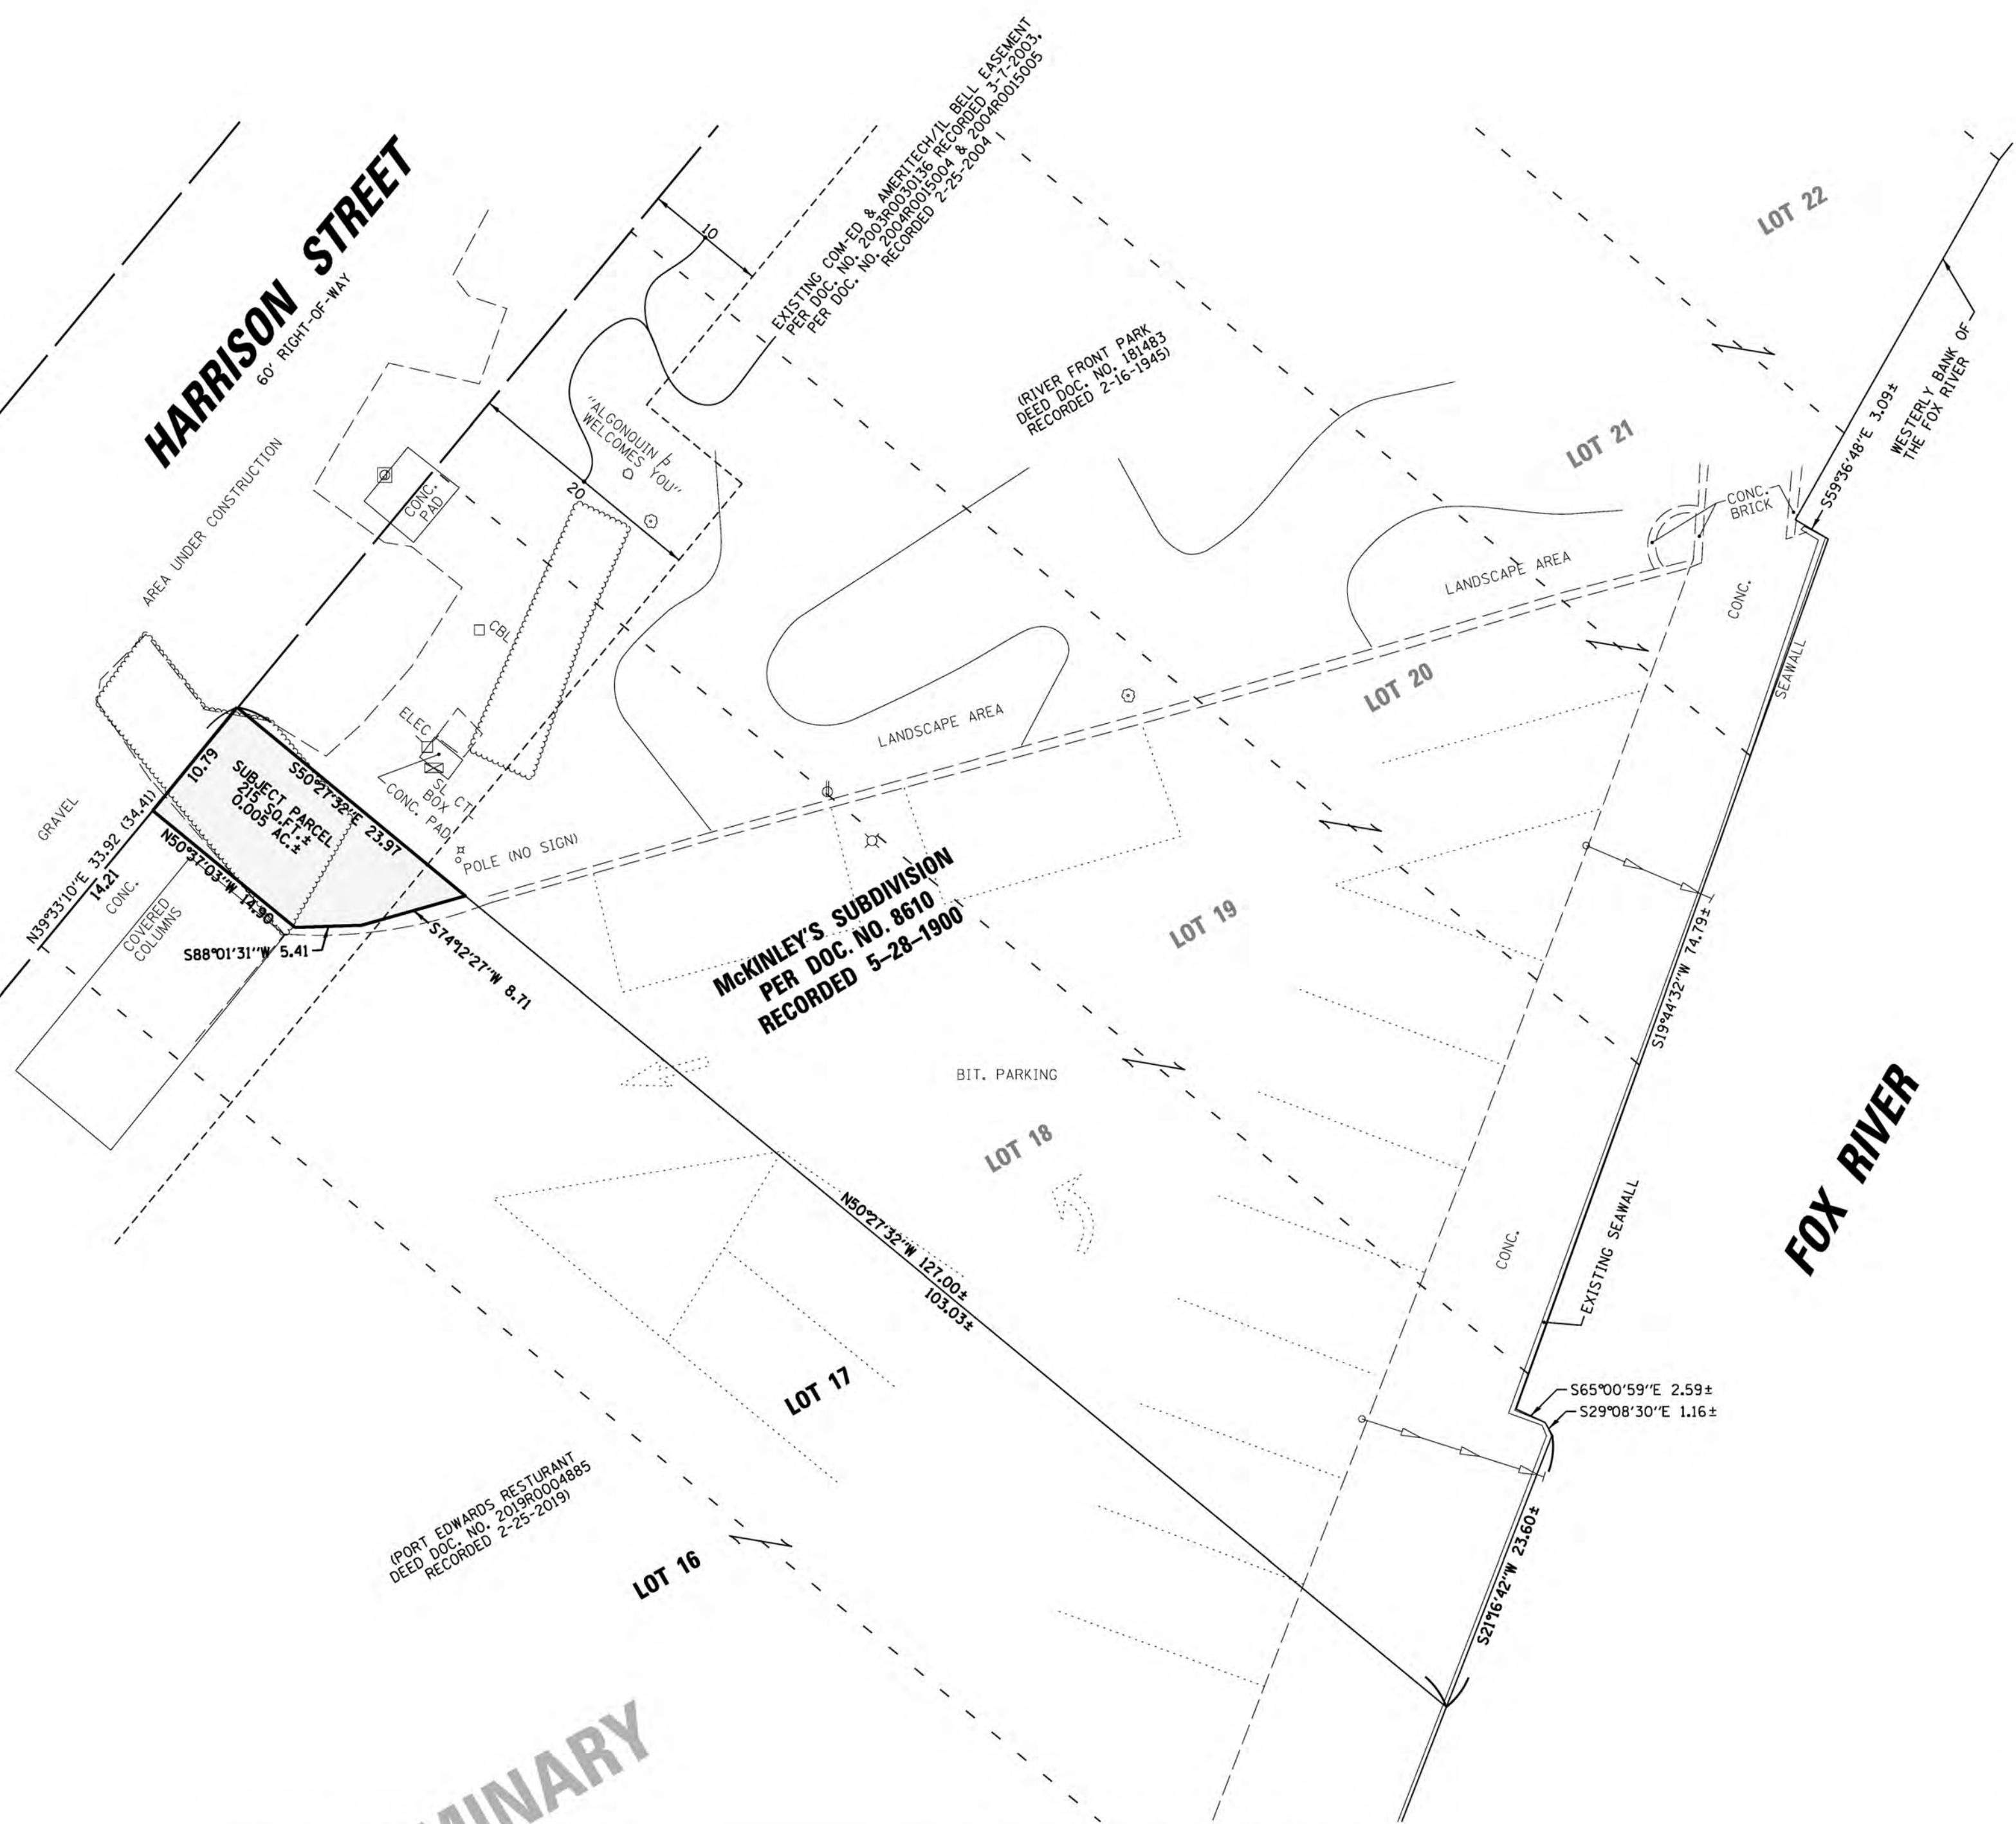 EXISTING COM-ED & AMERITECH/IL BELL EASEMENT
PER DOC. NO. 2003R0030136 RECORDED 3-7-2003,
PER DOC. NO. 2004R0015004 & 2004R0015005
RECORDED 2-25-2004
HARRISON STREET
60' RIGHT-OF-WAY
10
LOT 22
WESTERLY BANK OF
THE FOX RIVER
(RIVER FRONT PARK
DEED DOC. NO. 181483
RECORDED 2-16-1945)
"ALGONQUIN
WELCOMES YOU"
20
LOT 21
S59°36'48"E 3.09±
CONC.
BRICK
CONC.
PAD
AREA UNDER CONSTRUCTION
LANDSCAPE AREA
CONC.
SEAWALL
CBL
LOT 20
LANDSCAPE AREA
ELEC
SL CTL
BOX
CONC. PAD
10.79
SUBJECT PARCEL
215 SQ.FT.±
0.005 AC.±
S50°27'32"E 23.97
GRAVEL
N39°33'10"E 33.92 (34.41)
14.21
CONC.
N50°37'03"W 14.90
COVERED
COLUMNS
POLE (NO SIGN)
S88°01'31"W 5.41
S74°12'27"W 8.71
McKINLEY'S SUBDIVISION
PER DOC. NO. 8610
RECORDED 5-28-1900
LOT 19
S19°44'32"W 74.79±
BIT. PARKING
LOT 18
FOX RIVER
N50°27'32"W 127.00±
103.03±
CONC.
EXISTING SEAWALL
LOT 17
S65°00'59"E 2.59±
S29°08'30"E 1.16±
(PORT EDWARDS RESTURANT
DEED DOC. NO. 2019R0004885
RECORDED 2-25-2019)
LOT 16
S21°16'42"W 23.60±
MINARY